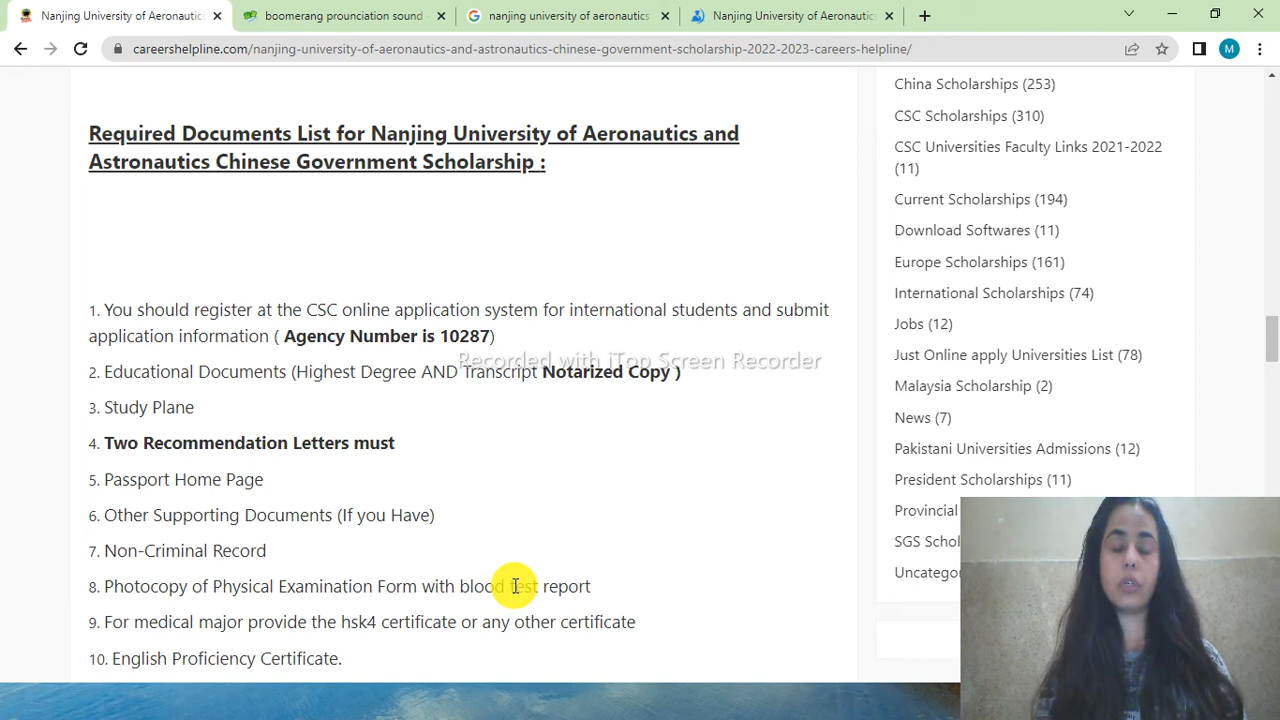 Nanjing University of Aeronautics
boomerang prounciation sound -
nanjing university of aeronautics
Nanjing University of Aeronautics
careershelpline.com/nanjing-university-of-aeronautics-and-astronautics-chinese-government-scholarship-2022-2023-careers-helpline/
M
Required Documents List for Nanjing University of Aeronautics and
Astronautics Chinese Government Scholarship :
1. You should register at the CSC online application system for international students and submit
application information ( Agency Number is 10287)
Recorded with iTop Screen Recorder
2. Educational Documents (Highest Degree AND Transcript Notarized Copy )
3. Study Plane
4. Two Recommendation Letters must
5. Passport Home Page
6. Other Supporting Documents (If you Have)
7. Non-Criminal Record
8. Photocopy of Physical Examination Form with blood test report
9. For medical major provide the hsk4 certificate or any other certificate
10. English Proficiency Certificate.
China Scholarships (253)
CSC Scholarships (310)
CSC Universities Faculty Links 2021-2022
(11)
Current Scholarships (194)
Download Softwares (11)
Europe Scholarships (161)
International Scholarships (74)
Jobs (12)
Just Online apply Universities List (78)
Malaysia Scholarship (2)
News (7)
Pakistani Universities Admissions (12)
President Scholarships (11)
Provincial
SGS Schol
Uncatego